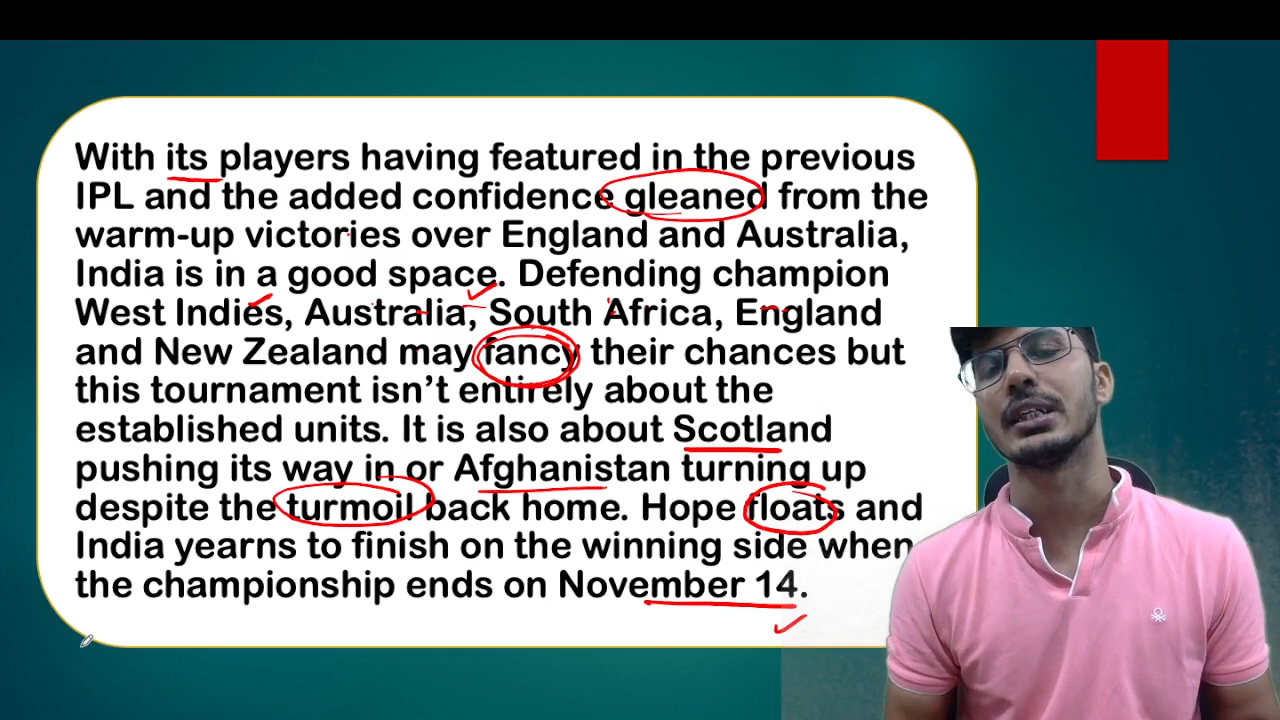 With its players having featured in the previous
IPL and the added confidence gleaned from the
warm-up victories over England and Australia,
India is in a good space. Defending champion
West Indies, Australia, South Africa, England
and New Zealand may fancy their chances but
this tournament isn’t entirely about the
established units. It is also about Scotland
pushing its way in or Afghanistan turning up
despite the turmoil back home. Hope floats and
India yearns to finish on the winning side when
the championship ends on November 14.